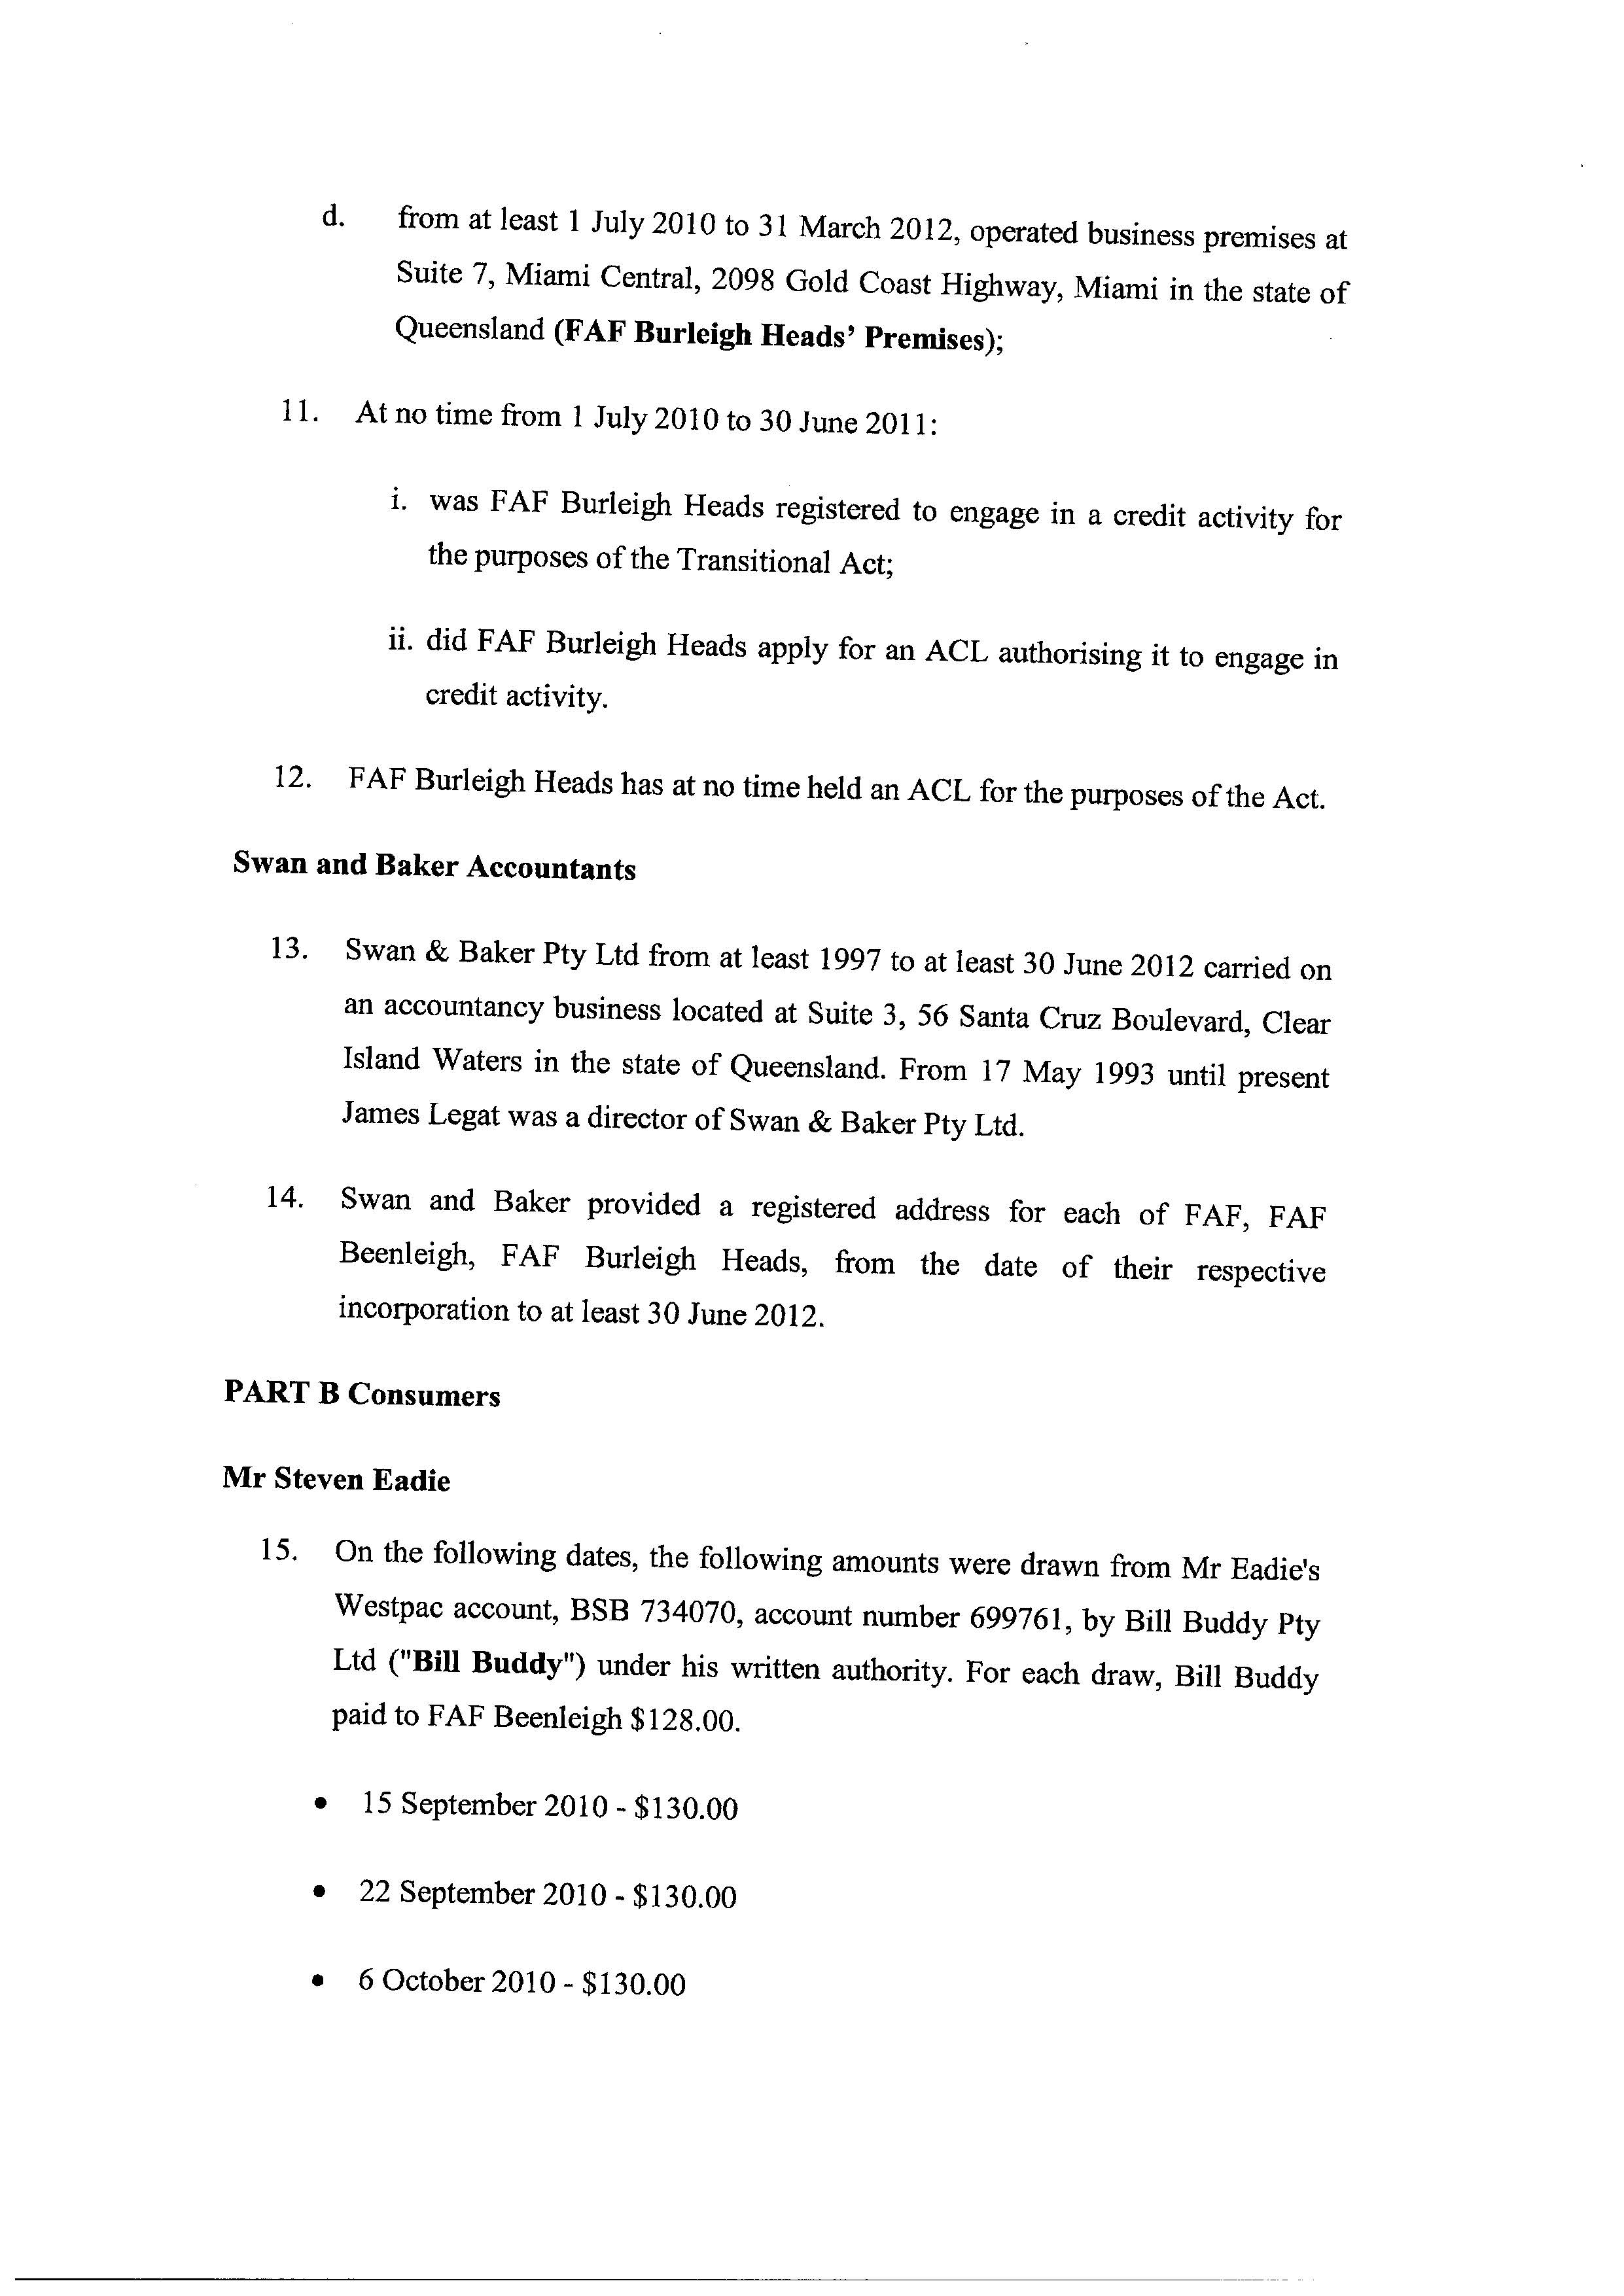 d. from at least 1 July 2010 to 31 March 2012, operated business premises at
Suite 7, Miami Central, 2098 Gold Coast Highway, Miami in the state of
Queensland (FAF Burleigh Heads' Premises);
11. At no time from 1 July 2010 to 30 June 2011:
i. was FAF Burleigh Heads registered to engage in a credit activity for
the purposes of the Transitional Act;
ii. did FAF Burleigh Heads apply for an ACL authorising it to engage in
credit activity.
12. FAF Burleigh Heads has at no time held an ACL for the purposes of the Act.
Swan and Baker Accountants
13. Swan & Baker Pty Ltd from at least 1997 to at least 30 June 2012 carried on
an accountancy business located at Suite 3, 56 Santa Cruz Boulevard, Clear
Island Waters in the state of Queensland. From 17 May 1993 until present
James Legat was a director of Swan & Baker Pty Ltd.
14. Swan and Baker provided a registered address for each of FAF, FAF
Beenleigh, FAF Burleigh Heads, from the date of their respective
incorporation to at least 30 June 2012.
PART B Consumers
Mr Steven Eadie
15. On the following dates, the following amounts were drawn from Mr Eadie's
Westpac account, BSB 734070, account number 699761, by Bill Buddy Pty
Ltd ("Bill Buddy") under his written authority. For each draw, Bill Buddy
paid to FAF Beenleigh $128.00.
• 15 September 2010 - $130.00
• 22 September 2010 - $130.00
• 6 October 2010 - $130.00